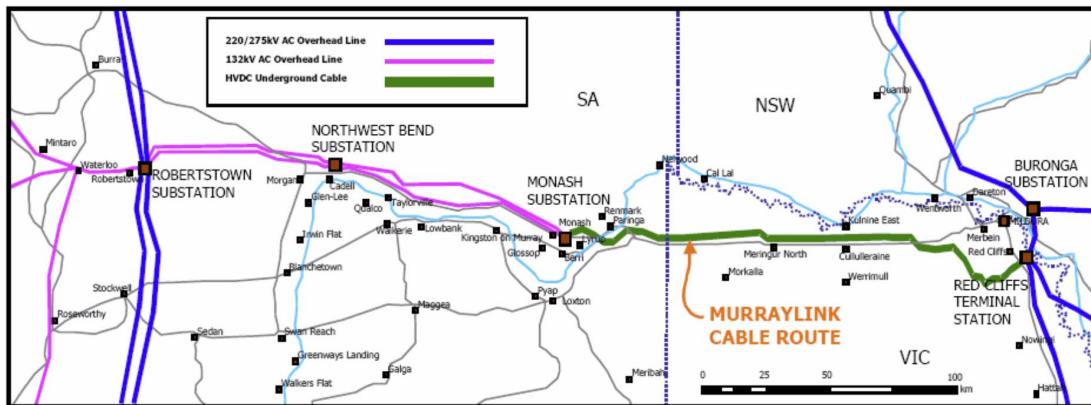 220/275kV AC Overhead Line
132kV AC Overhead Line
HVDC Underground Cable
SA
NSW
VIC
Burra
Mintaro
Waterloo
Robertstown
ROBERTSTOWN
SUBSTATION
NORTHWEST BEND
SUBSTATION
Morgan
Cadell
Glen-Lee
Qualco
Taylorville
Waikerie
Lowbank
Irwin Flat
Blanchetown
Stockwell
Roseworthy
Sedan
Swan Reach
Greenways Landing
Walkers Flat
Maggea
Galga
MONASH
SUBSTATION
Monash
Renmark
Paringa
Lyrup
Kingston on Murray
Glossop
Berri
Pyap
Loxton
Meribah
Nelwood
Cal Lal
Quambi
Kulnine East
Meringur North
Cullulleraine
Morkalla
Werrimull
MURRAYLINK
CABLE ROUTE
Wentworth
Dareton
BURONGA
SUBSTATION
MILDURA
Merbein
Red Cliffs
RED CLIFFS
TERMINAL
STATION
Nowingi
Hattah
0 10 25 50 100
km